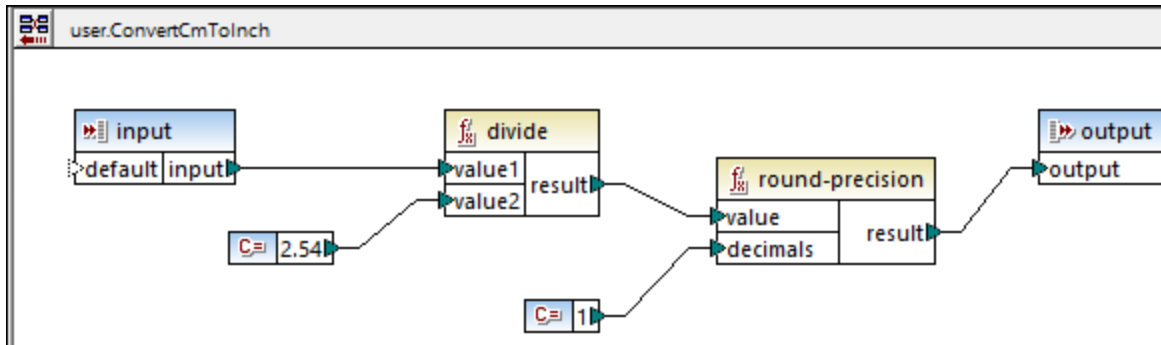 user.ConvertCmToInch
input
default input
divide
value1
value2
result
C= 2.54
round-precision
value
decimals
result
C= 1
output
output